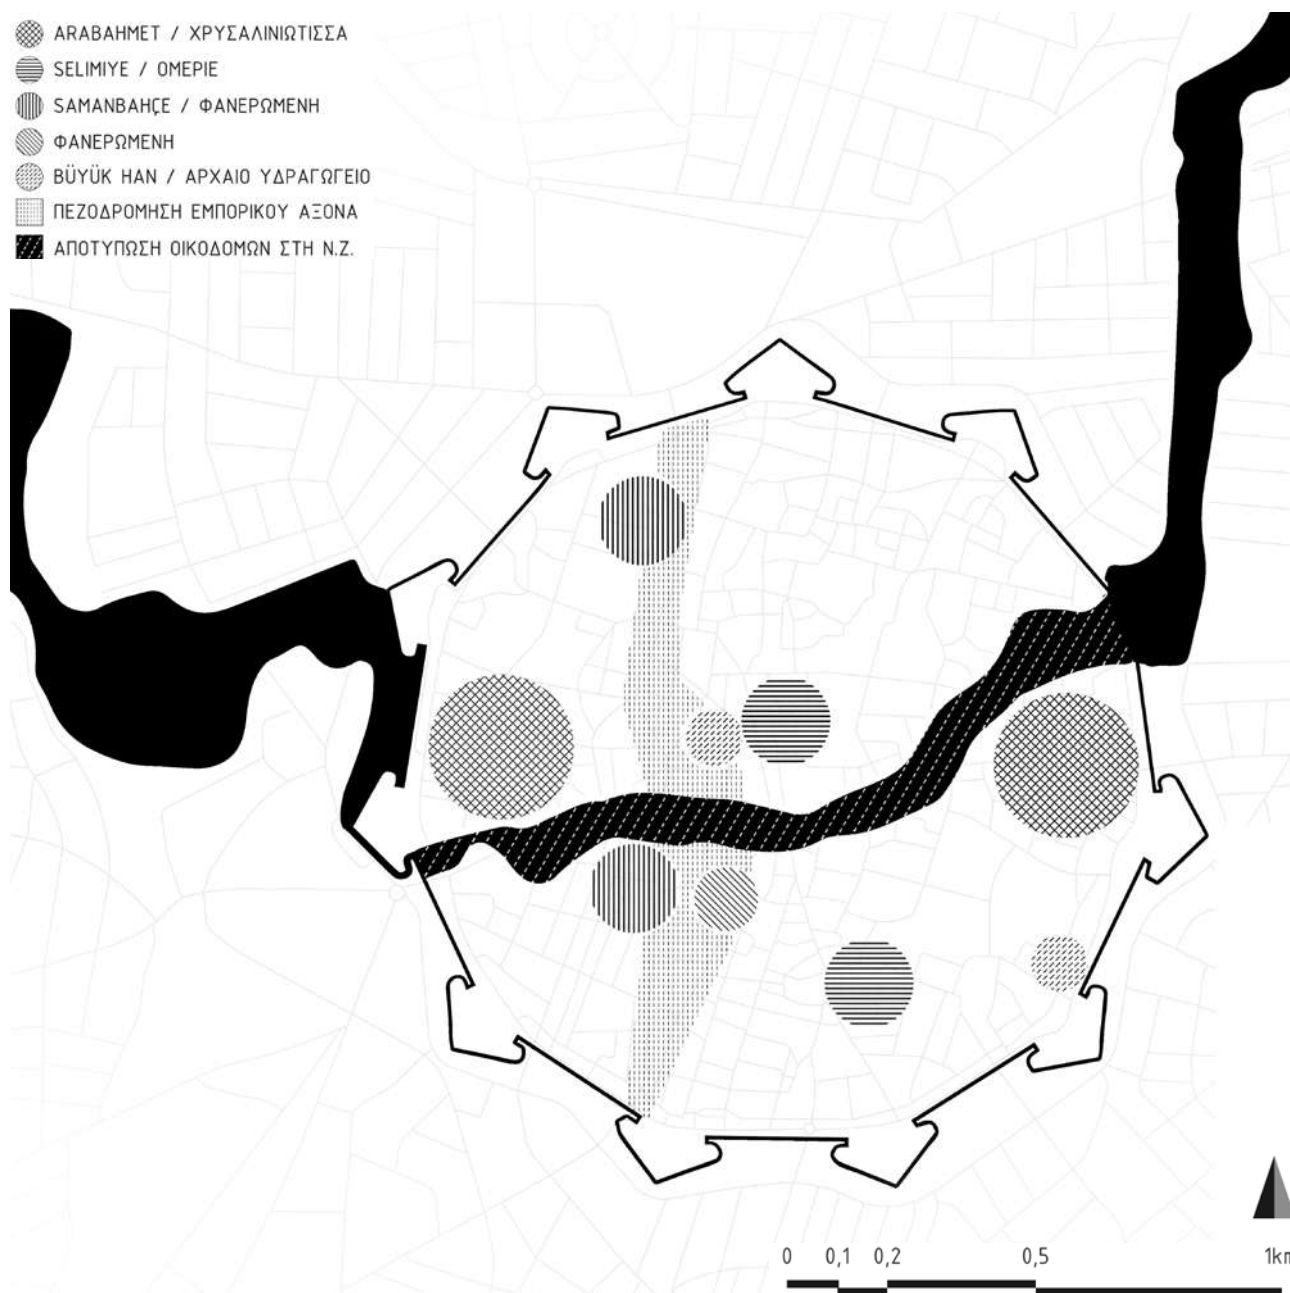 ARABAHMET / ΧΡΥΣΑΛΙΝΙΩΤΙΣΣΑ
SELIMIYE / ΟΜΕΡΙΕ
SAMANBAHÇE / ΦΑΝΕΡΩΜΕΝΗ
ΦΑΝΕΡΩΜΕΝΗ
BÜYÜK HAN / ΑΡΧΑΙΟ ΥΔΡΑΓΩΓΕΙΟ
ΠΕΖΟΔΡΟΜΗΣΗ ΕΜΠΟΡΙΚΟΥ ΑΞΟΝΑ
ΑΠΟΤΥΠΩΣΗ ΟΙΚΟΔΟΜΩΝ ΣΤΗ Ν.Ζ.
0 0,1 0,2 0,5 1km